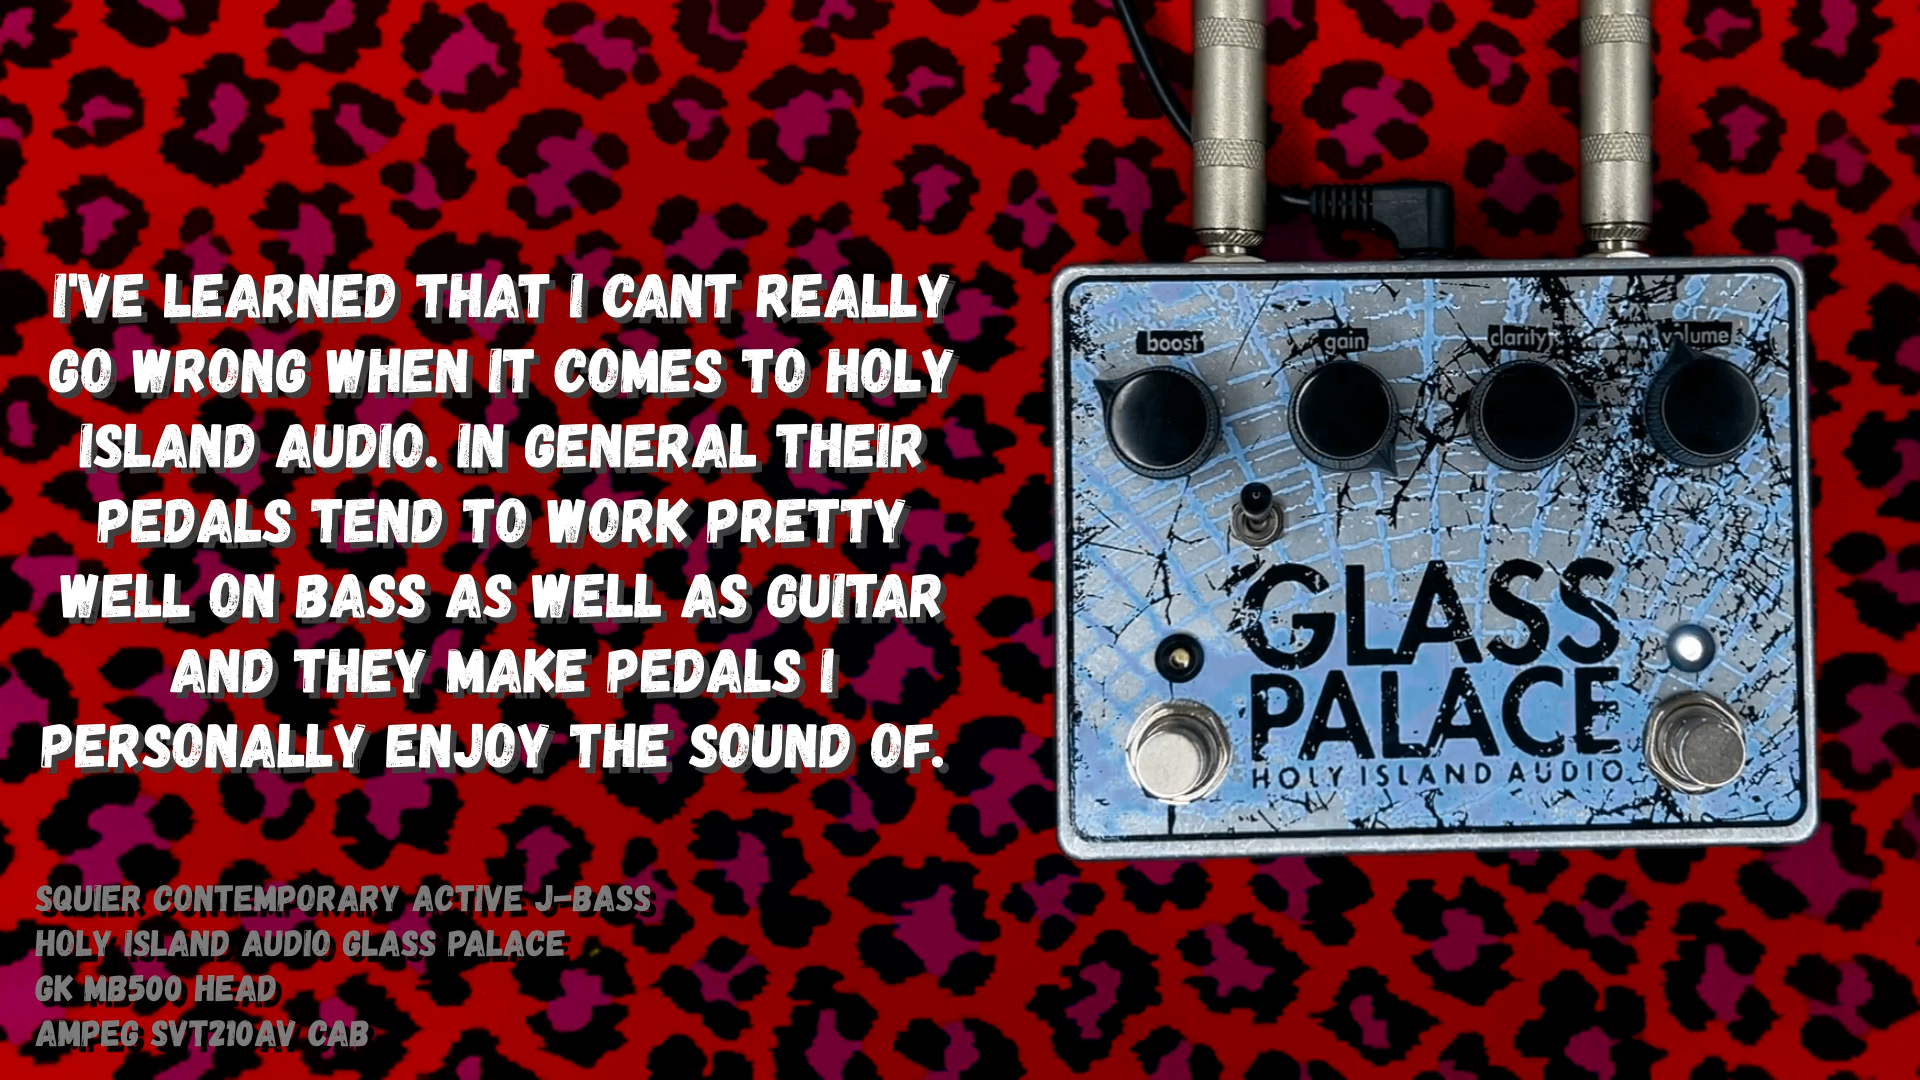 I'VE LEARNED THAT I CANT REALLY
GO WRONG WHEN IT COMES TO HOLY
ISLAND AUDIO. IN GENERAL THEIR
PEDALS TEND TO WORK PRETTY
WELL ON BASS AS WELL AS GUITAR
AND THEY MAKE PEDALS I
PERSONALLY ENJOY THE SOUND OF.
SQUIER CONTEMPORARY ACTIVE J-BASS
HOLY ISLAND AUDIO GLASS PALACE
GK MB500 HEAD
AMPEG SVT210AV CAB
boost gain clarity volume
GLASS
PALACE
HOLY ISLAND AUDIO